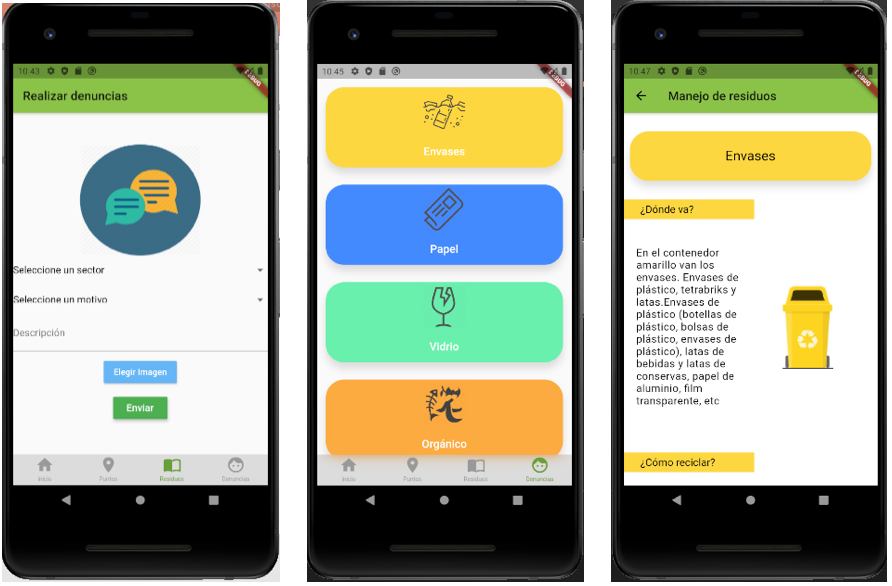 10:43
DEBUG
Realizar denuncias
Seleccione un sector
Seleccione un motivo
Descripción
Elegir Imagen
Enviar
Inicio
Puntos
Residuos
Denuncias
10:45
DEBUG
Envases
Papel
Vidrio
Orgánico
Inicio
Puntos
Residuos
Denuncias
10:47
DEBUG
Manejo de residuos
Envases
¿Dónde va?
En el contenedor
amarillo van los
envases. Envases de
plástico, tetrabriks y
latas.Envases de
plástico (botellas de
plástico, bolsas de
plástico, envases de
plástico), latas de
bebidas y latas de
conservas, papel de
aluminio, film
transparente, etc
¿Cómo reciclar?